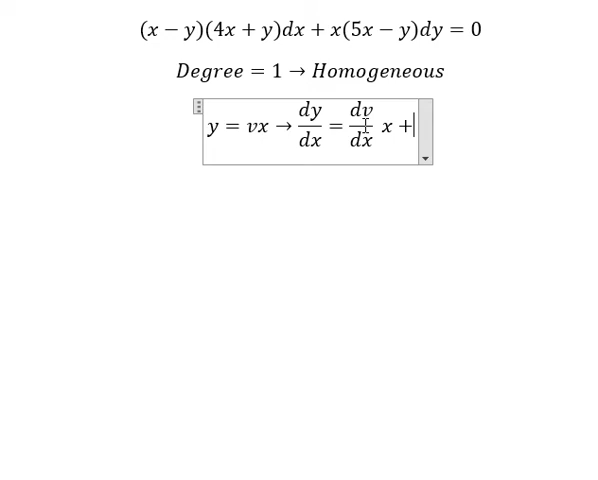 (x − y)(4x + y)dx + x(5x − y)dy = 0
Degree = 1 → Homogeneous
y = vx → dy/dx = dv/dx x +